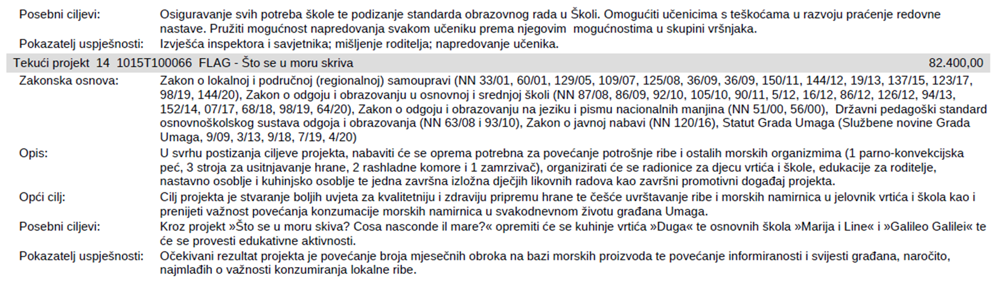 Posebni ciljevi: Osiguravanje svih potreba škole te podizanje standarda obrazovnog rada u Školi. Omogućiti učenicima s teškoćama u razvoju praćenje redovne
nastave. Pružiti mogućnost napredovanja svakom učeniku prema njegovim  mogućnostima u skupini vršnjaka.
Pokazatelj uspješnosti: Izvješća inspektora i savjetnika; mišljenje roditelja; napredovanje učenika.
Tekući projekt  14  1015T100066  FLAG - Što se u moru skriva 82.400,00
Zakonska osnova: Zakon o lokalnoj i područnoj (regionalnoj) samoupravi (NN 33/01, 60/01, 129/05, 109/07, 125/08, 36/09, 36/09, 150/11, 144/12, 19/13, 137/15, 123/17,
98/19, 144/20), Zakon o odgoju i obrazovanju u osnovnoj i srednjoj školi (NN 87/08, 86/09, 92/10, 105/10, 90/11, 5/12, 16/12, 86/12, 126/12, 94/13,
152/14, 07/17, 68/18, 98/19, 64/20), Zakon o odgoju i obrazovanju na jeziku i pismu nacionalnih manjina (NN 51/00, 56/00),  Državni pedagoški standard
osnovnoškolskog sustava odgoja i obrazovanja (NN 63/08 i 93/10), Zakon o javnoj nabavi (NN 120/16), Statut Grada Umaga (Službene novine Grada
Umaga, 9/09, 3/13, 9/18, 7/19, 4/20)
Opis: U svrhu postizanja ciljeve projekta, nabaviti će se oprema potrebna za povećanje potrošnje ribe i ostalih morskih organizmima (1 parno-konvekcijska
peć, 3 stroja za usitnjavanje hrane, 2 rashladne komore i 1 zamrzivač), organizirati će se radionice za djecu vrtića i škole, edukacije za roditelje,
nastavno osoblje i kuhinjsko osoblje te jedna završna izložna dječjih likovnih radova kao završni promotivni događaj projekta.
Opći cilj: Cilj projekta je stvaranje boljih uvjeta za kvalitetniju i zdraviju pripremu hrane te češće uvrštavanje ribe i morskih namirnica u jelovnik vrtića i škola kao i
prenijeti važnost povećanja konzumacije morskih namirnica u svakodnevnom životu građana Umaga.
Posebni ciljevi: Kroz projekt »Što se u moru skiva? Cosa nasconde il mare?« opremiti će se kuhinje vrtića »Duga« te osnovnih škola »Marija i Line« i »Galileo Galilei« te
će se provesti edukativne aktivnosti.
Pokazatelj uspješnosti: Očekivani rezultat projekta je povećanje broja mjesečnih obroka na bazi morskih proizvoda te povećanje informiranosti i svijesti građana, naročito,
najmlađih o važnosti konzumiranja lokalne ribe.